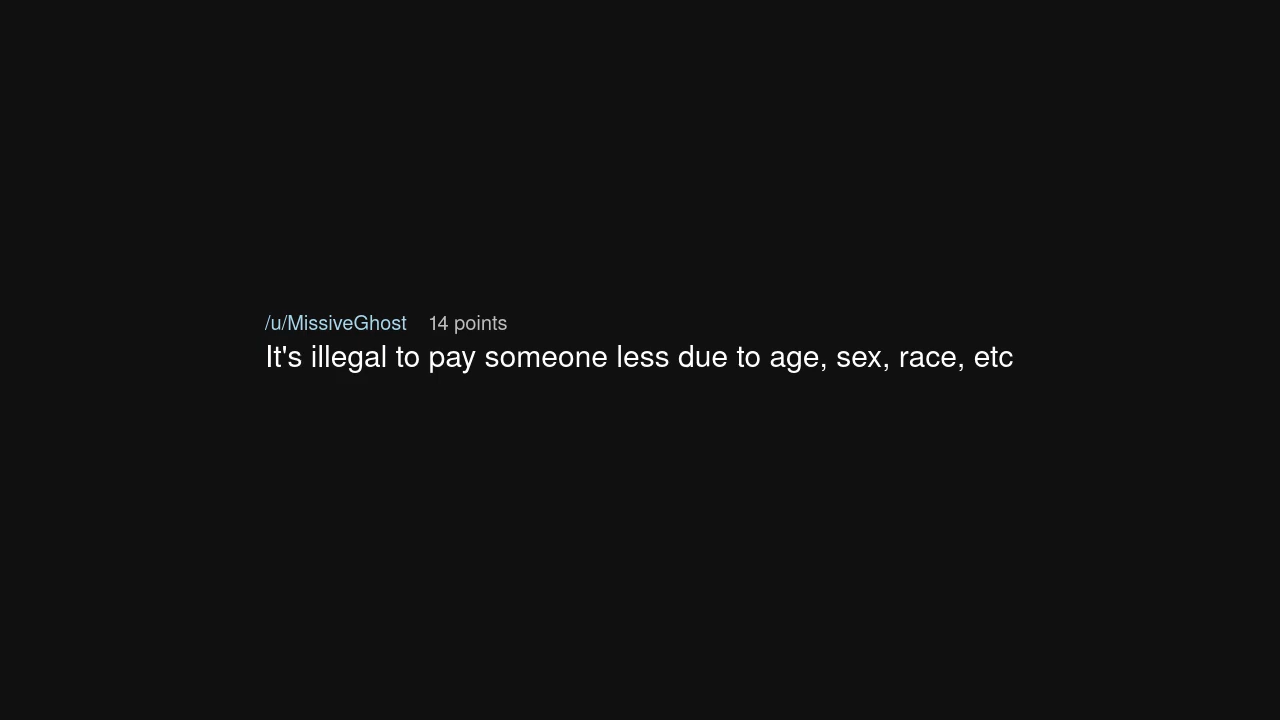 /u/MissiveGhost 14 points
It's illegal to pay someone less due to age, sex, race, etc